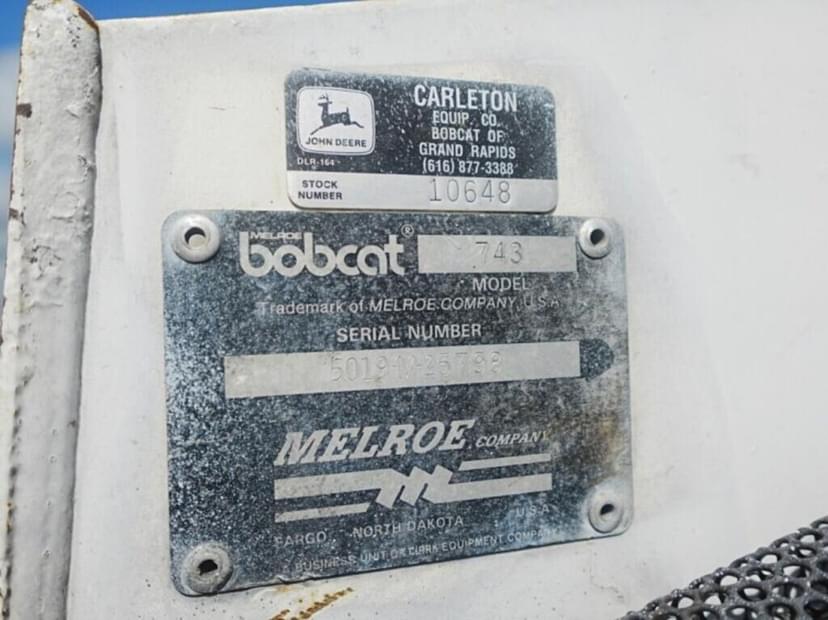 CARLETON
EQUIP. CO.
BOBCAT OF
GRAND RAPIDS
(616) 877-3388
JOHN DEERE
DLR-164
STOCK
NUMBER
10648
MELROE
bobcat® 743
MODEL
Trademark of MELROE COMPANY, U.S.A.
SERIAL NUMBER
MELROE COMPANY
FARGO, NORTH DAKOTA U.S.A.
A BUSINESS UNIT OF CLARK EQUIPMENT COMPANY